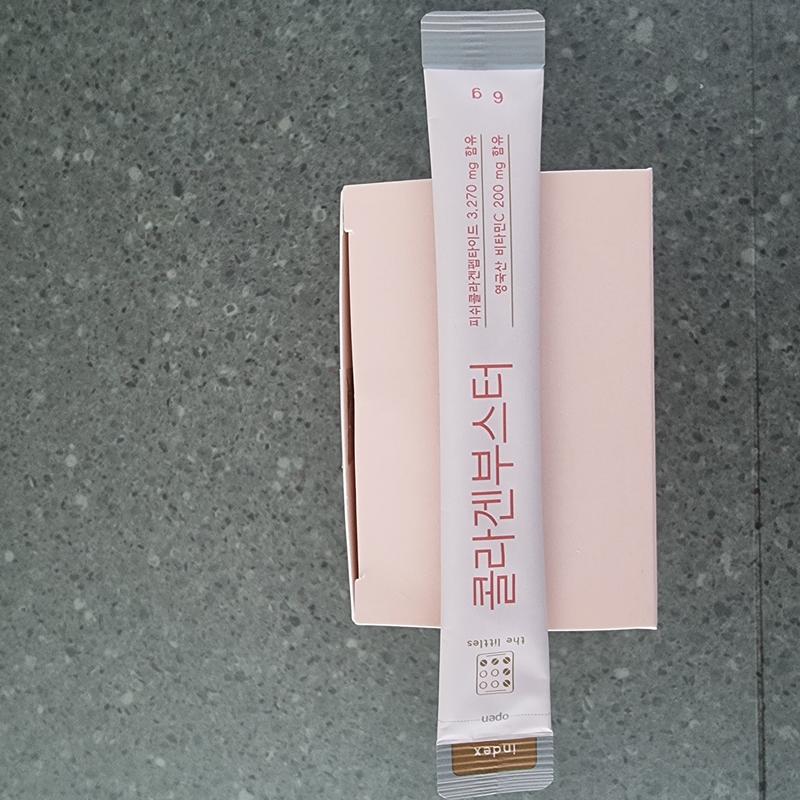 index
open
the littles
콜라겐부스터
피쉬콜라겐펩타이드 3,270 mg 함유
영국산 비타민C 200 mg 함유
6 g